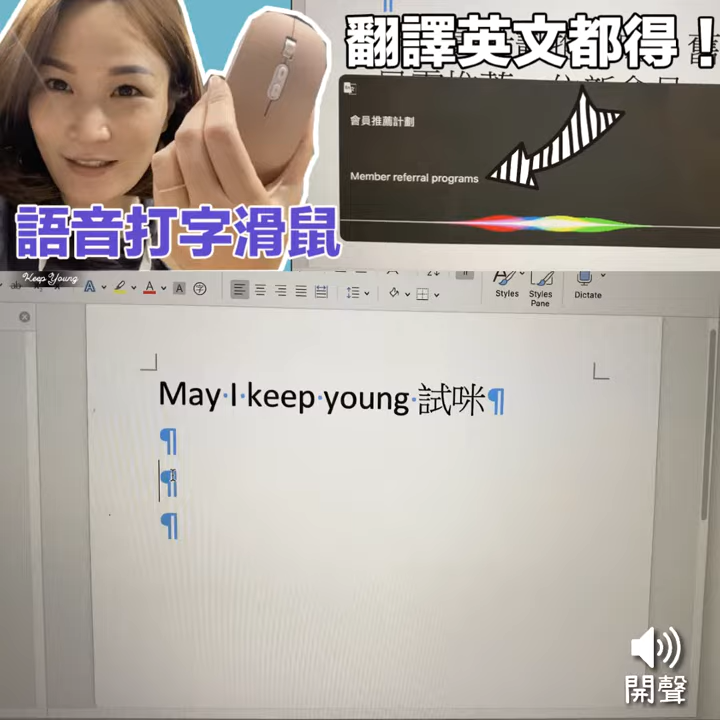 翻譯英文都得！
會員推薦計劃
Member referral programs
語音打字滑鼠
Keep Young
Styles
Styles Pane
Dictate
May I keep young 試咪
開聲